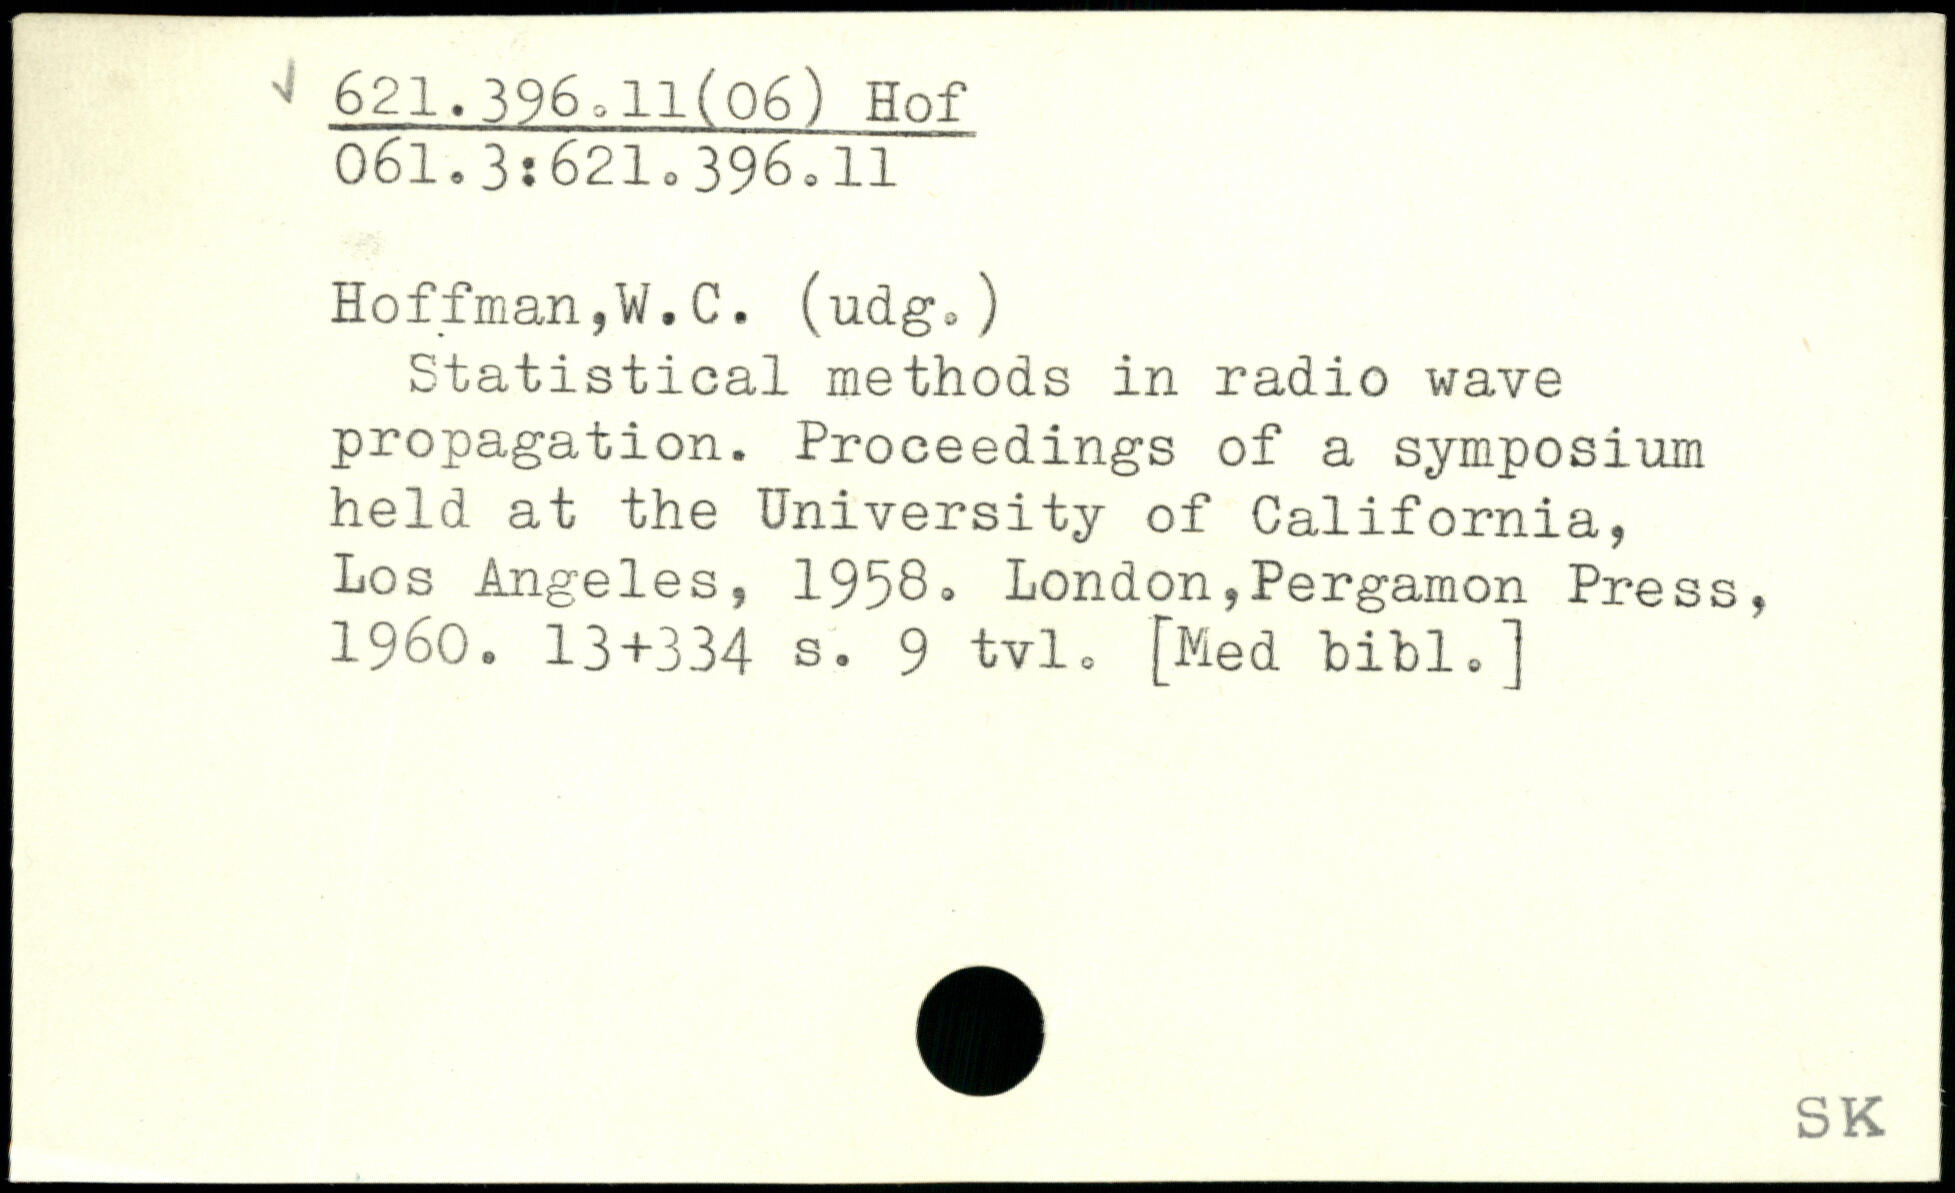 621.396.11(06) Hof
061.3:621.396.11
Hoffman,W.C. (udg.)
Statistical methods in radio wave
propagation. Proceedings of a symposium
held at the University of California,
Los Angeles, 1958. London,Pergamon Press,
1960. 13+334 s. 9 tvl. [Med bibl.]
SK